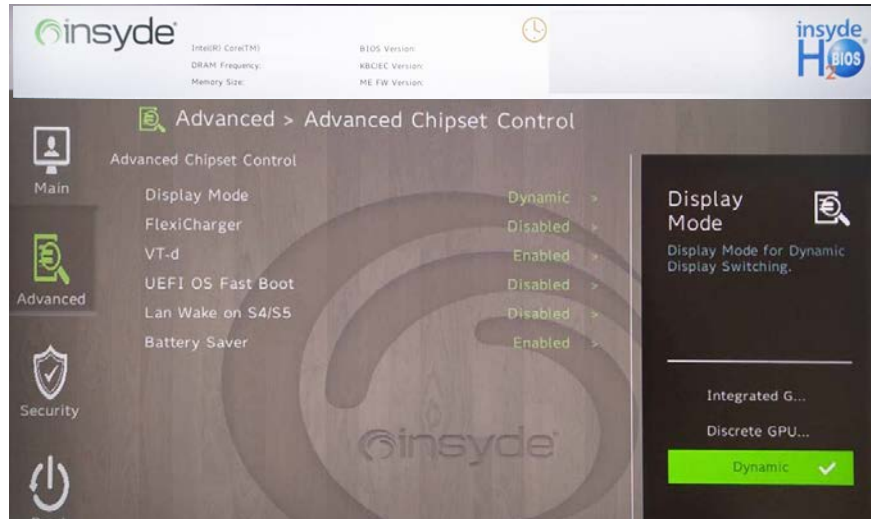 insyde
Intel(R) Core(TM)
DRAM Frequency:
Memory Size:
BIOS Version:
KBC/EC Version:
ME FW Version:
insyde
H2O
BIOS
Advanced > Advanced Chipset Control
Advanced Chipset Control
Main
Advanced
Security
Display Mode Dynamic >
FlexiCharger Disabled >
VT-d Enabled >
UEFI OS Fast Boot Disabled >
Lan Wake on S4/S5 Disabled >
Battery Saver Enabled >
insyde
Display
Mode
Display Mode for Dynamic
Display Switching.
Integrated G...
Discrete GPU...
Dynamic